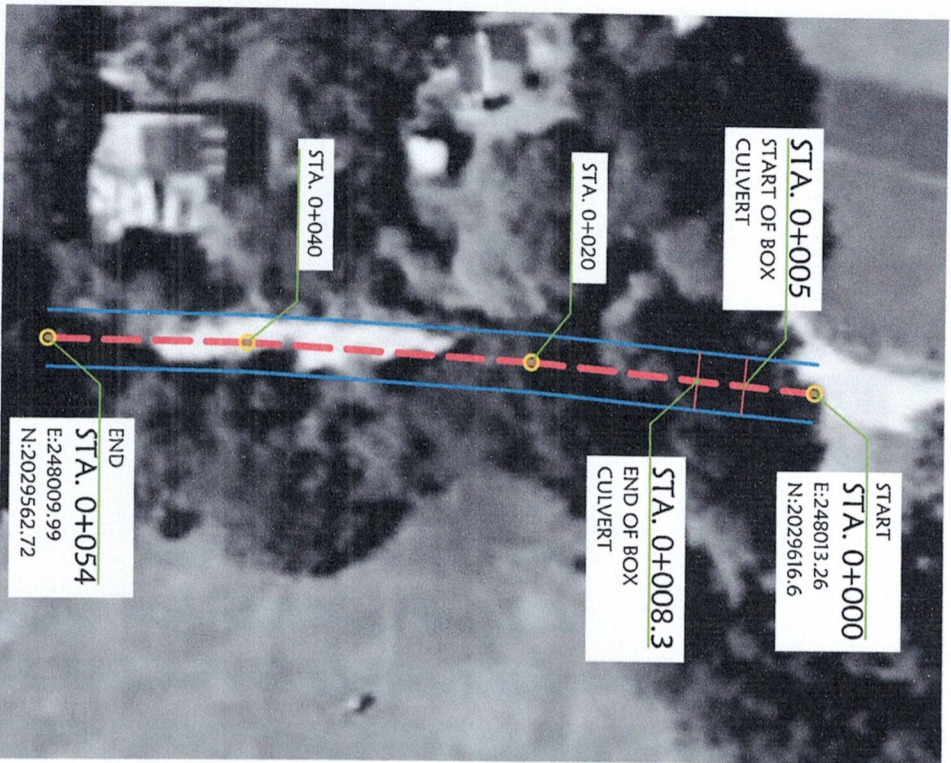 START
STA. 0+000
E:248013.26
N:2029616.6
STA. 0+005
START OF BOX
CULVERT
STA. 0+008.3
END OF BOX
CULVERT
STA. 0+020
STA. 0+040
END
STA. 0+054
E:248009.99
N:2029562.72